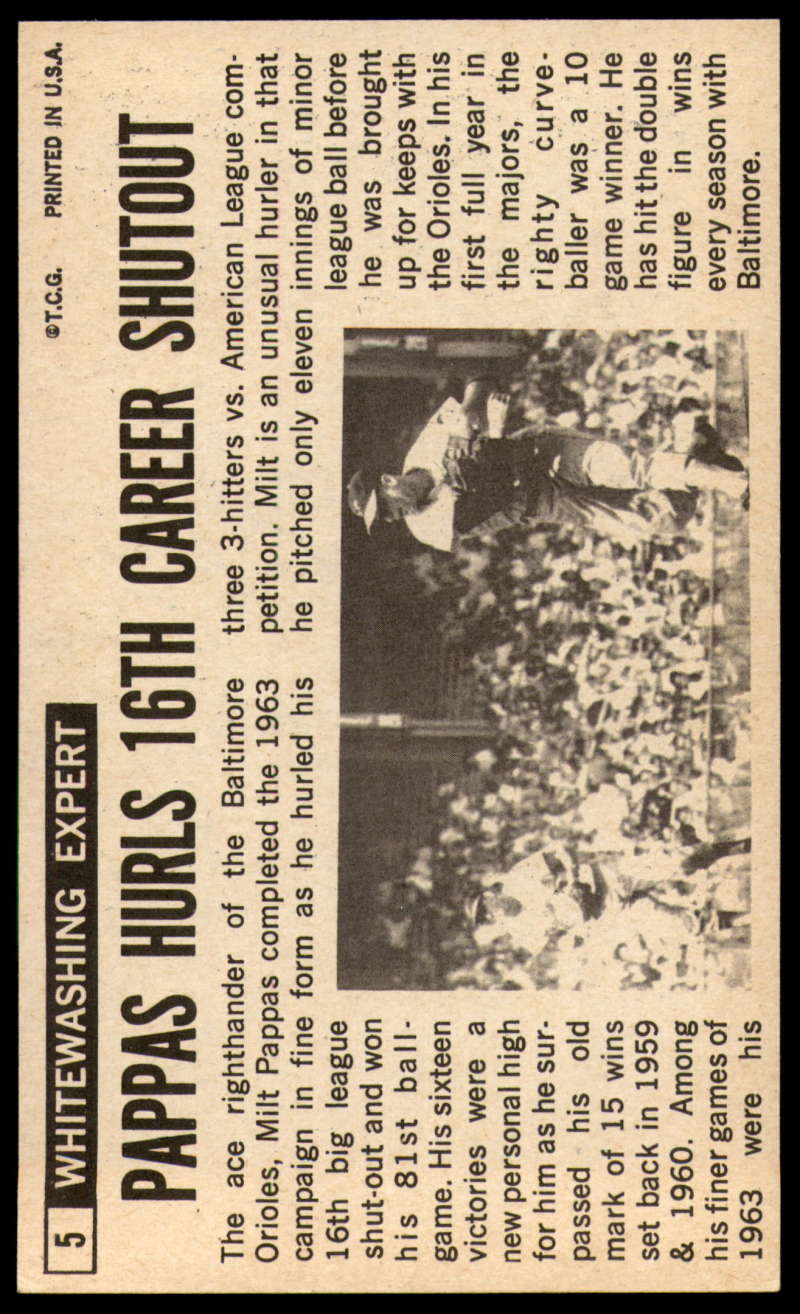 5 WHITEWASHING EXPERT
©T.C.G. PRINTED IN U.S.A.
PAPPAS HURLS 16TH CAREER SHUTOUT
The ace righthander of the Baltimore
Orioles, Milt Pappas completed the 1963
campaign in fine form as he hurled his
16th big league
shut-out and won
his 81st ball-
game. His sixteen
victories were a
new personal high
for him as he sur-
passed his old
mark of 15 wins
set back in 1959
& 1960. Among
his finer games of
1963 were his
three 3-hitters vs. American League com-
petition. Milt is an unusual hurler in that
he pitched only eleven innings of minor
league ball before
he was brought
up for keeps with
the Orioles. In his
first full year in
the majors, the
righty curve-
baller was a 10
game winner. He
has hit the double
figure in wins
every season with
Baltimore.